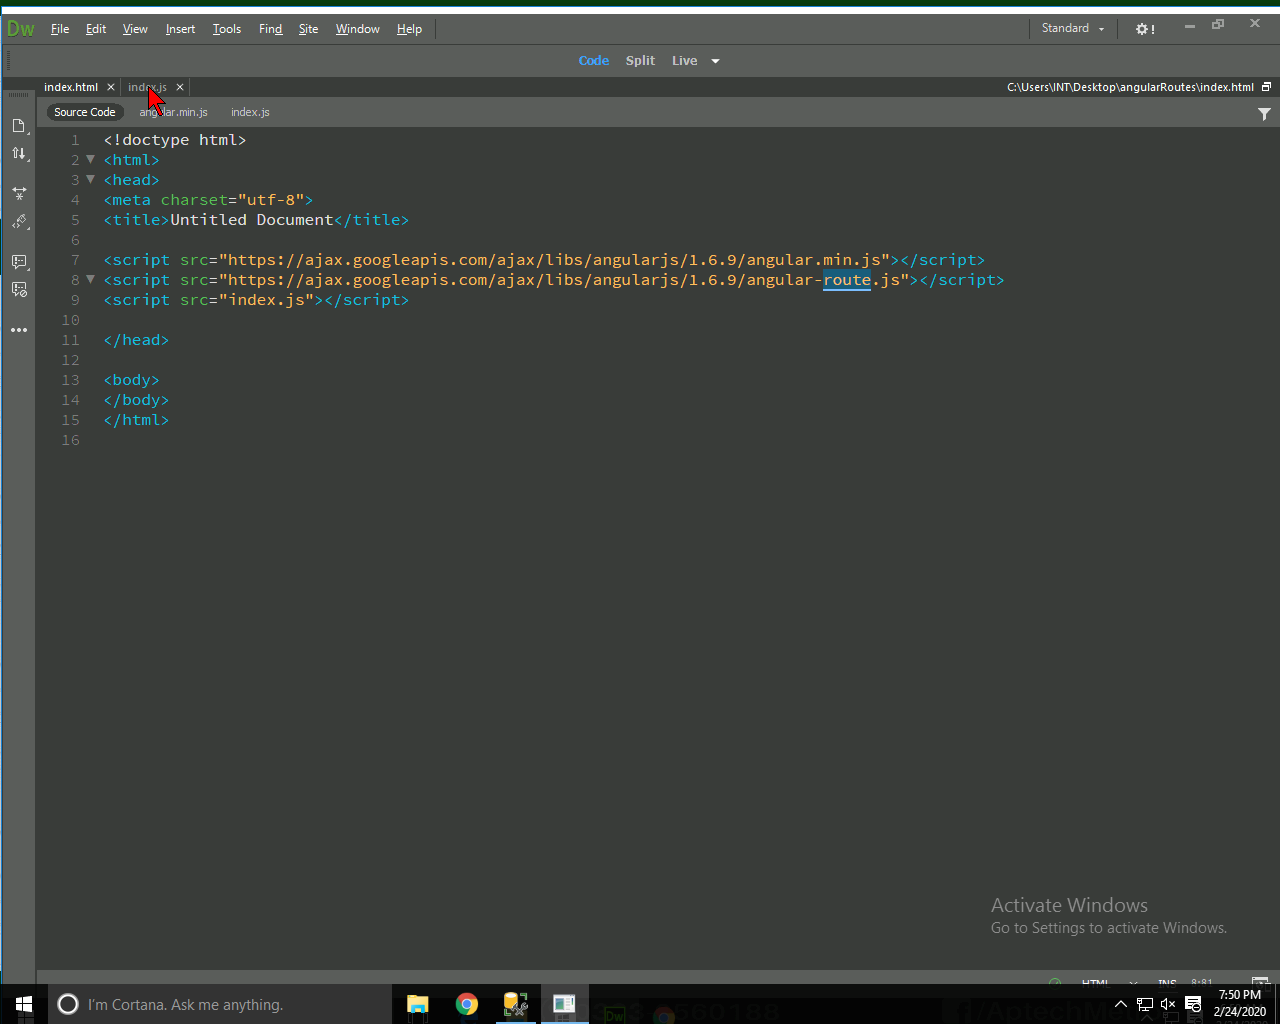 Dw File Edit View Insert Tools Find Site Window Help Standard !
Code Split Live
index.html × index.js × C:\Users\INT\Desktop\angularRoutes\index.html
Source Code angular.min.js index.js
1 <!doctype html>
2 <html>
3 <head>
4 <meta charset="utf-8">
5 <title>Untitled Document</title>
6
7 <script src="https://ajax.googleapis.com/ajax/libs/angularjs/1.6.9/angular.min.js"></script>
8 <script src="https://ajax.googleapis.com/ajax/libs/angularjs/1.6.9/angular-route.js"></script>
9 <script src="index.js"></script>
10
11 </head>
12
13 <body>
14 </body>
15 </html>
16
Activate Windows
Go to Settings to activate Windows.
HTML INS 8:81
I'm Cortana. Ask me anything.
7:50 PM
2/24/2020